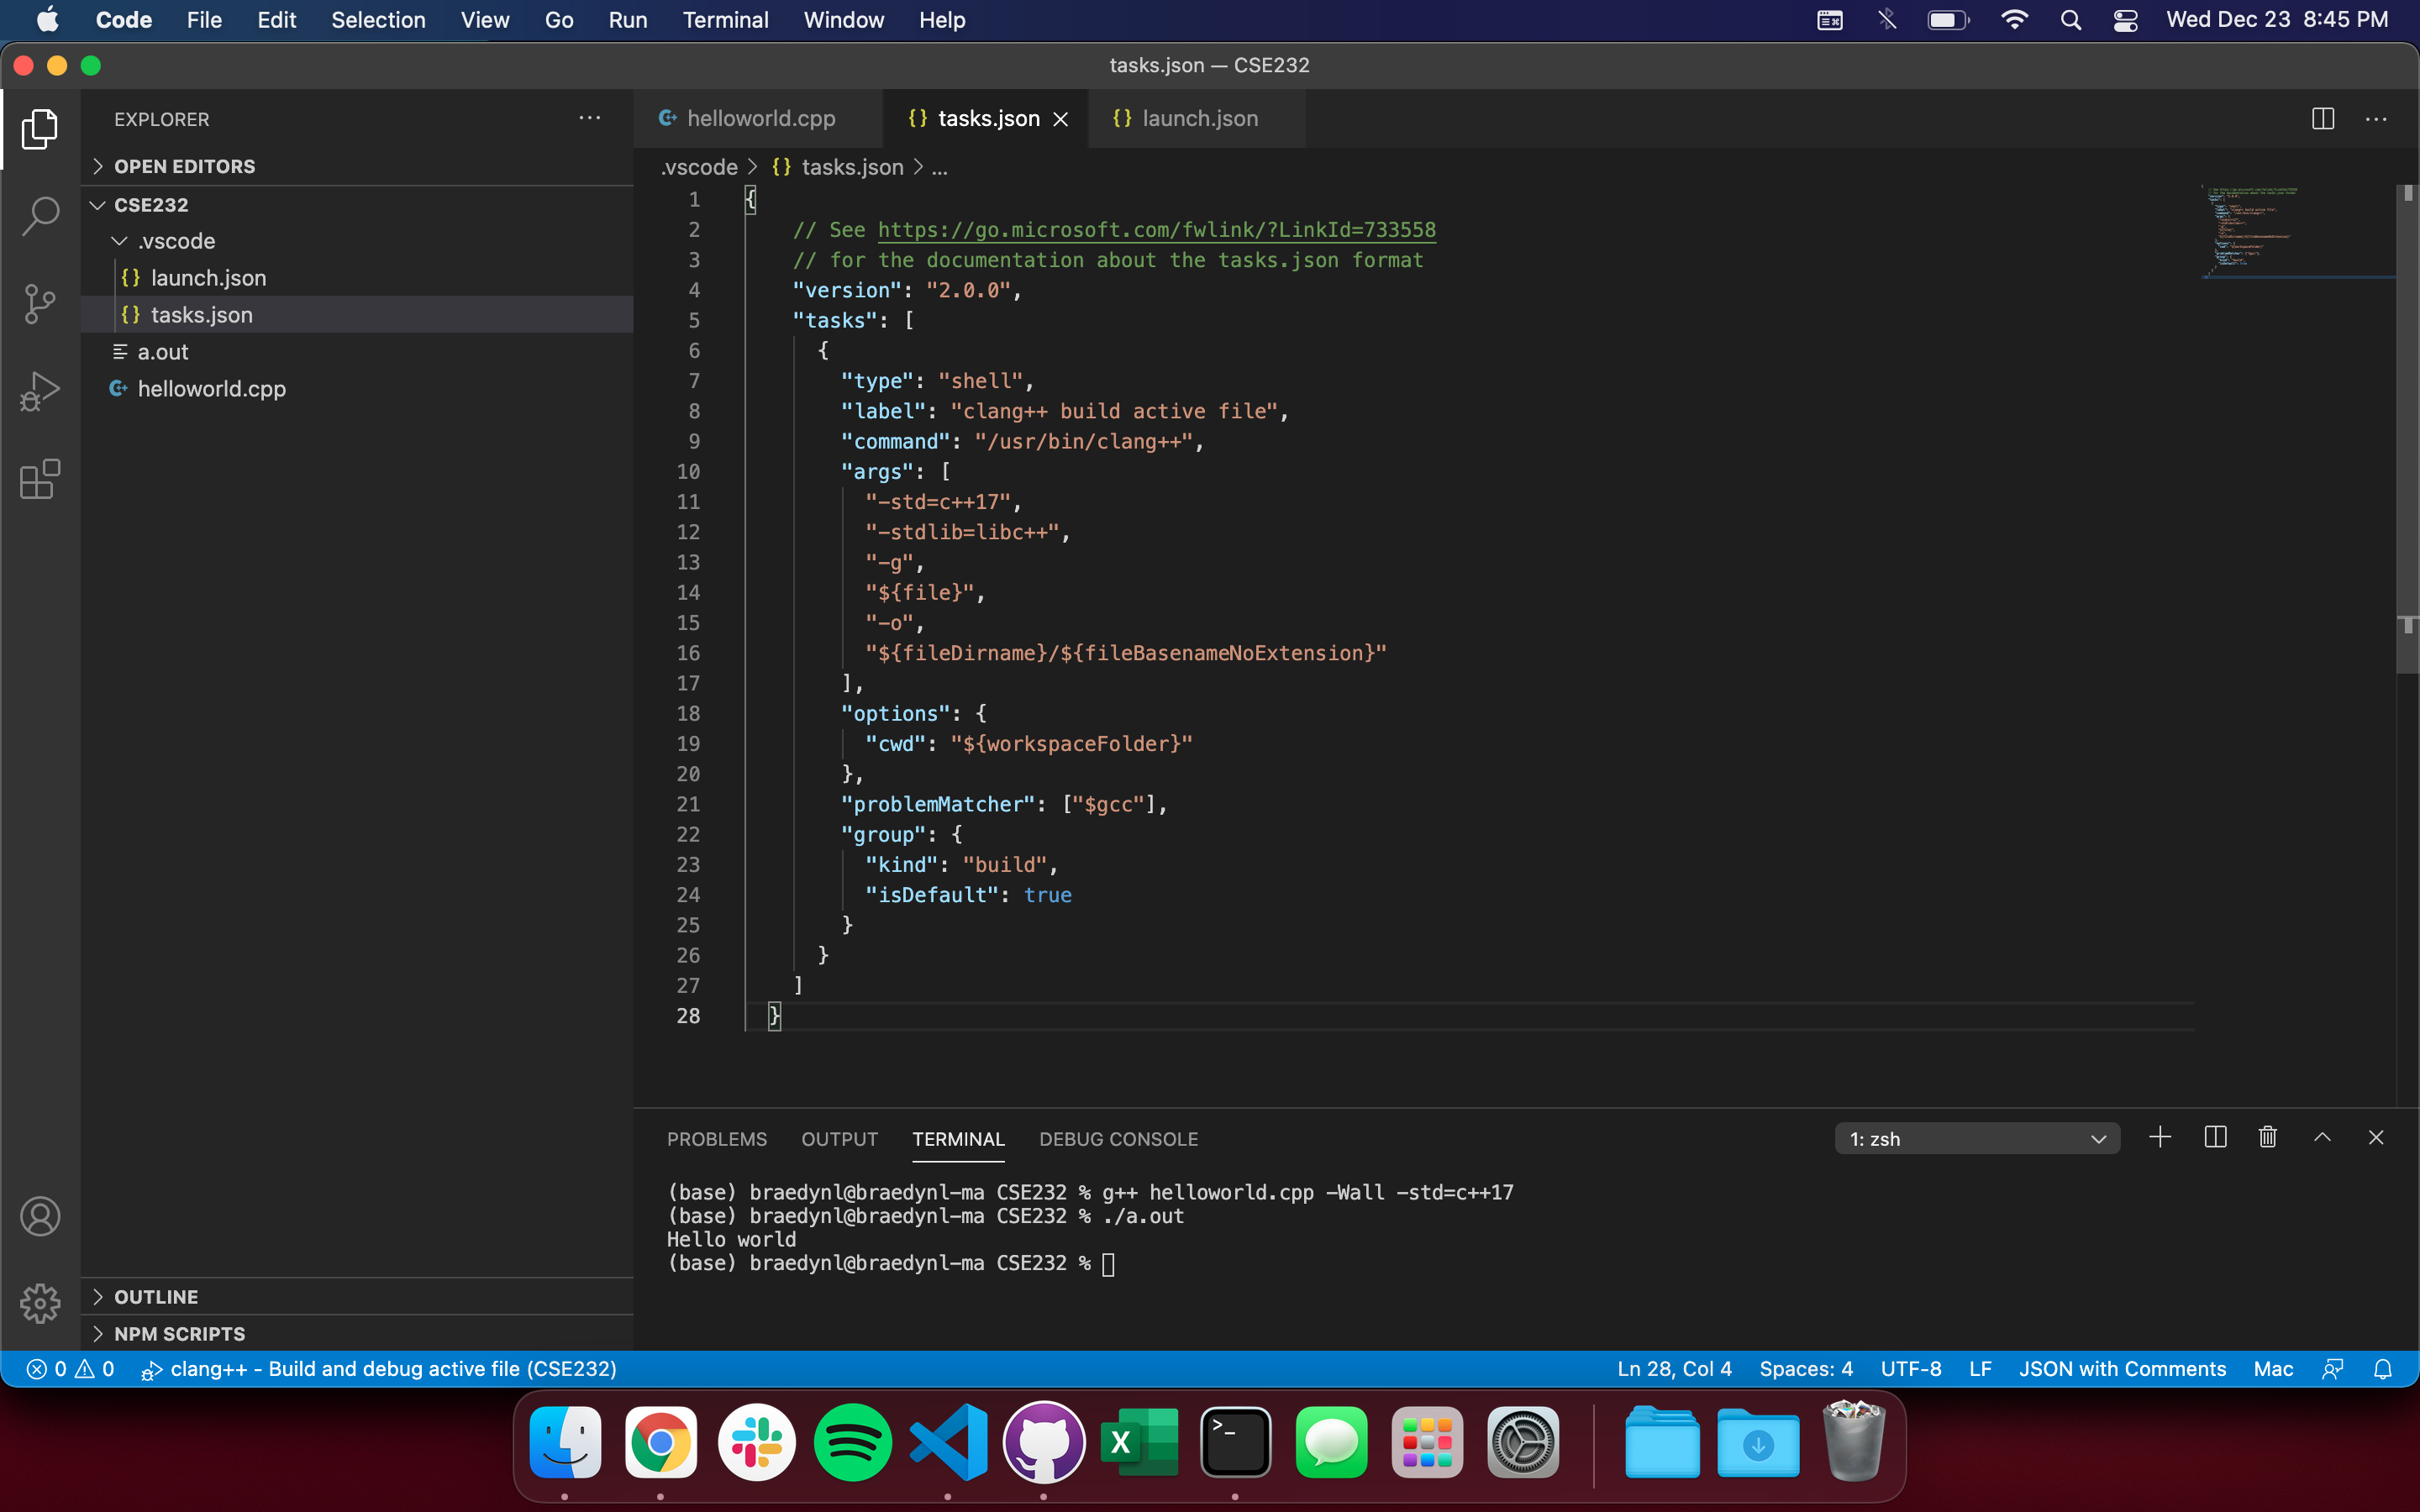 Code File Edit Selection View Go Run Terminal Window Help Wed Dec 23 8:45 PM
tasks.json — CSE232
EXPLORER
OPEN EDITORS
CSE232
.vscode
{} launch.json
{} tasks.json
a.out
helloworld.cpp
OUTLINE
NPM SCRIPTS
helloworld.cpp {} tasks.json {} launch.json
.vscode > {} tasks.json > ...
1 {
2 // See https://go.microsoft.com/fwlink/?LinkId=733558
3 // for the documentation about the tasks.json format
4 "version": "2.0.0",
5 "tasks": [
6 {
7 "type": "shell",
8 "label": "clang++ build active file",
9 "command": "/usr/bin/clang++",
10 "args": [
11 "-std=c++17",
12 "-stdlib=libc++",
13 "-g",
14 "${file}",
15 "-o",
16 "${fileDirname}/${fileBasenameNoExtension}"
17 ],
18 "options": {
19 "cwd": "${workspaceFolder}"
20 },
21 "problemMatcher": ["$gcc"],
22 "group": {
23 "kind": "build",
24 "isDefault": true
25 }
26 }
27 ]
28 }
PROBLEMS OUTPUT TERMINAL DEBUG CONSOLE 1: zsh
(base) braedynl@braedynl-ma CSE232 % g++ helloworld.cpp -Wall -std=c++17
(base) braedynl@braedynl-ma CSE232 % ./a.out
Hello world
(base) braedynl@braedynl-ma CSE232 %
0 0 clang++ - Build and debug active file (CSE232) Ln 28, Col 4 Spaces: 4 UTF-8 LF JSON with Comments Mac
X >_